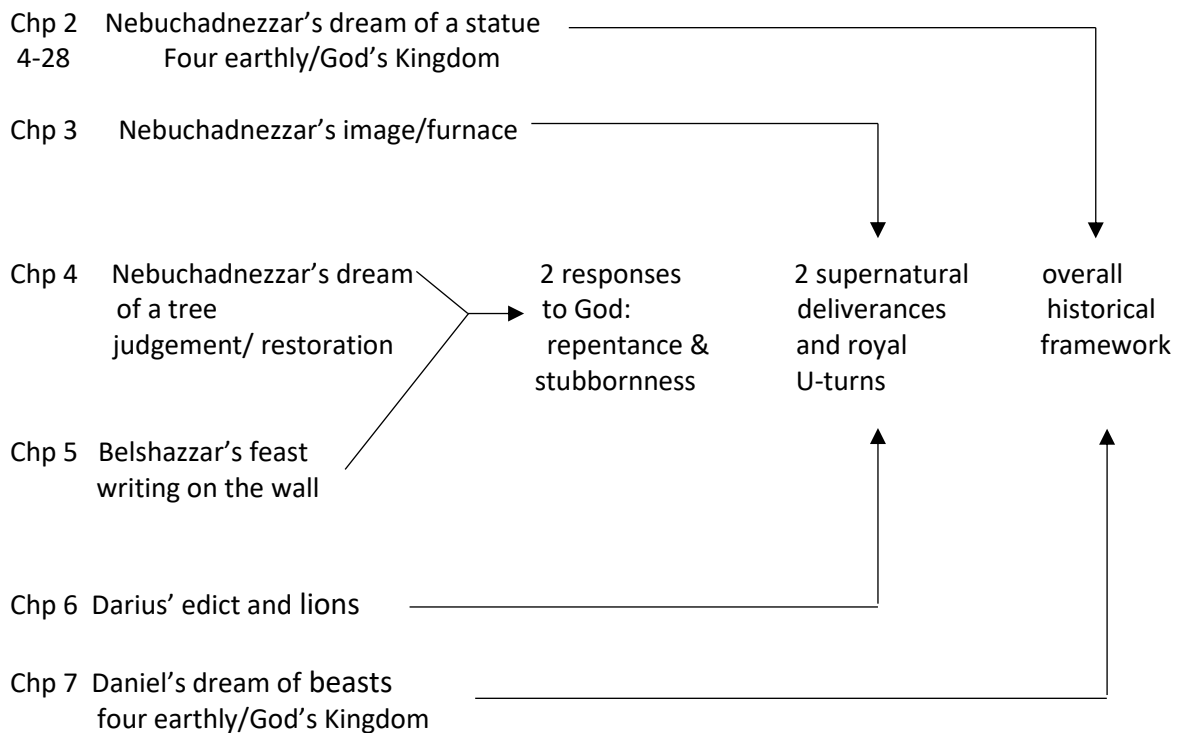 Chp 2 Nebuchadnezzar’s dream of a statue
4-28 Four earthly/God’s Kingdom
Chp 3 Nebuchadnezzar’s image/furnace
Chp 4 Nebuchadnezzar’s dream
of a tree
judgement/ restoration
2 responses
to God:
repentance &
stubbornness
2 supernatural
deliverances
and royal
U-turns
overall
historical
framework
Chp 5 Belshazzar’s feast
writing on the wall
Chp 6 Darius’ edict and lions
Chp 7 Daniel’s dream of beasts
four earthly/God’s Kingdom